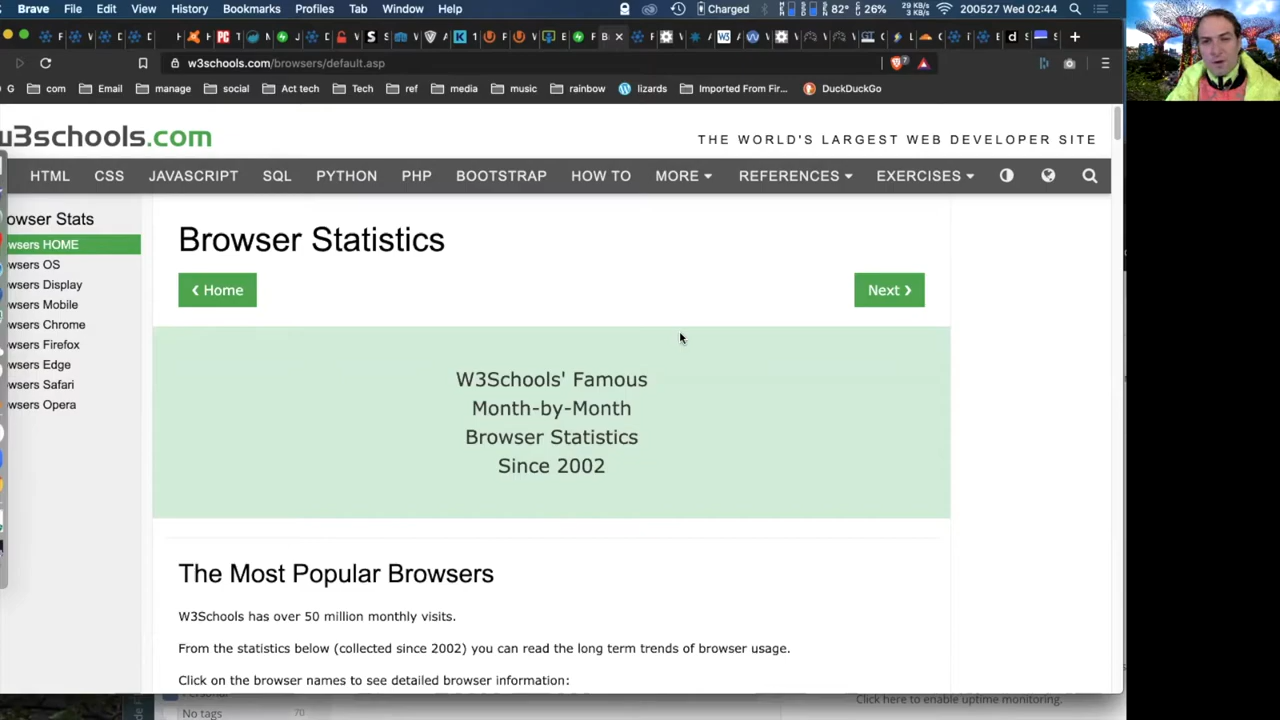 Brave File Edit View History Bookmarks Profiles Tab Window Help Charged 82° 26% 29 KB/s 3 KB/s 200527 Wed 02:44
w3schools.com/browsers/default.asp 7
G com Email manage social Act tech Tech ref media music rainbow lizards Imported From Fir... DuckDuckGo
w3schools.com
THE WORLD'S LARGEST WEB DEVELOPER SITE
HTML CSS JAVASCRIPT SQL PYTHON PHP BOOTSTRAP HOW TO MORE REFERENCES EXERCISES
owser Stats
wsers HOME
wsers OS
wsers Display
wsers Mobile
wsers Chrome
wsers Firefox
wsers Edge
wsers Safari
wsers Opera
Browser Statistics
❮ Home
Next ❯
W3Schools' Famous
Month-by-Month
Browser Statistics
Since 2002
The Most Popular Browsers
W3Schools has over 50 million monthly visits.
From the statistics below (collected since 2002) you can read the long term trends of browser usage.
Click on the browser names to see detailed browser information:
No tags 70
Click here to enable uptime monitoring.